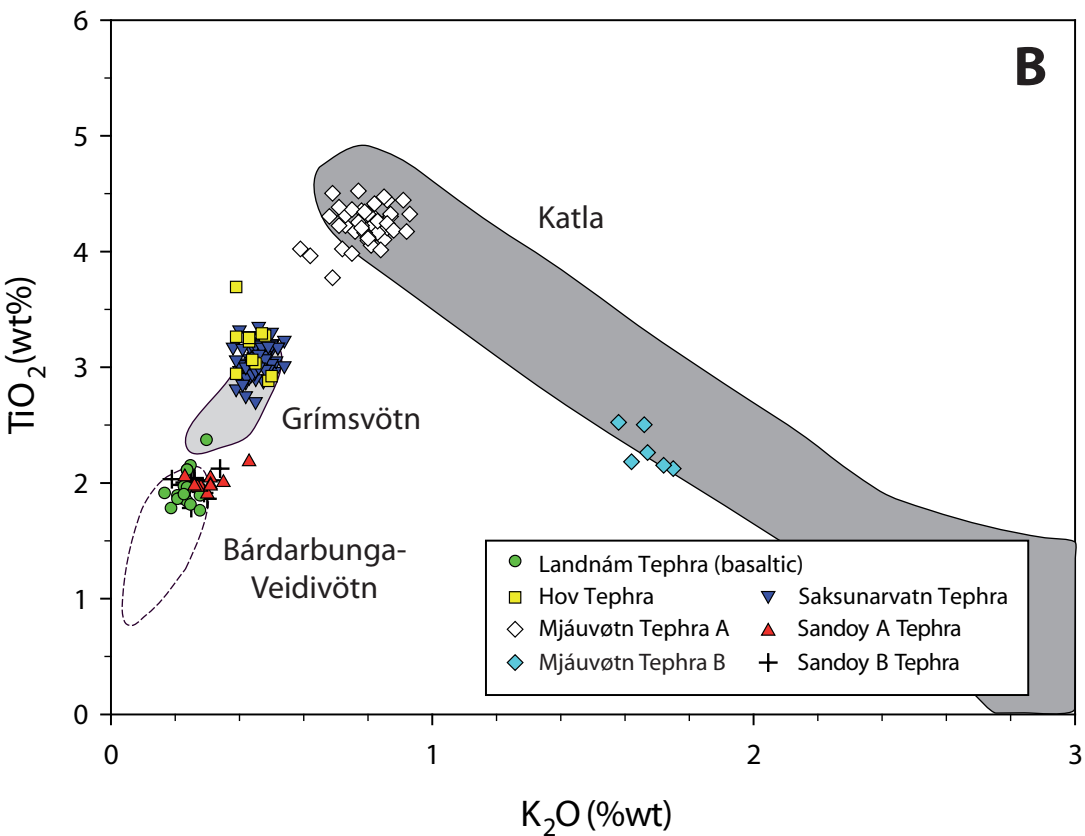 B
6
5
4
3
2
1
0
TiO2 (wt%)
Katla
Grímsvötn
Bárdarbunga-
Veidivötn
Landnám Tephra (basaltic)
Hov Tephra
Saksunarvatn Tephra
Mjáuvøtn Tephra A
Sandoy A Tephra
Mjáuvøtn Tephra B
Sandoy B Tephra
0 1 2 3
K2O (%wt)